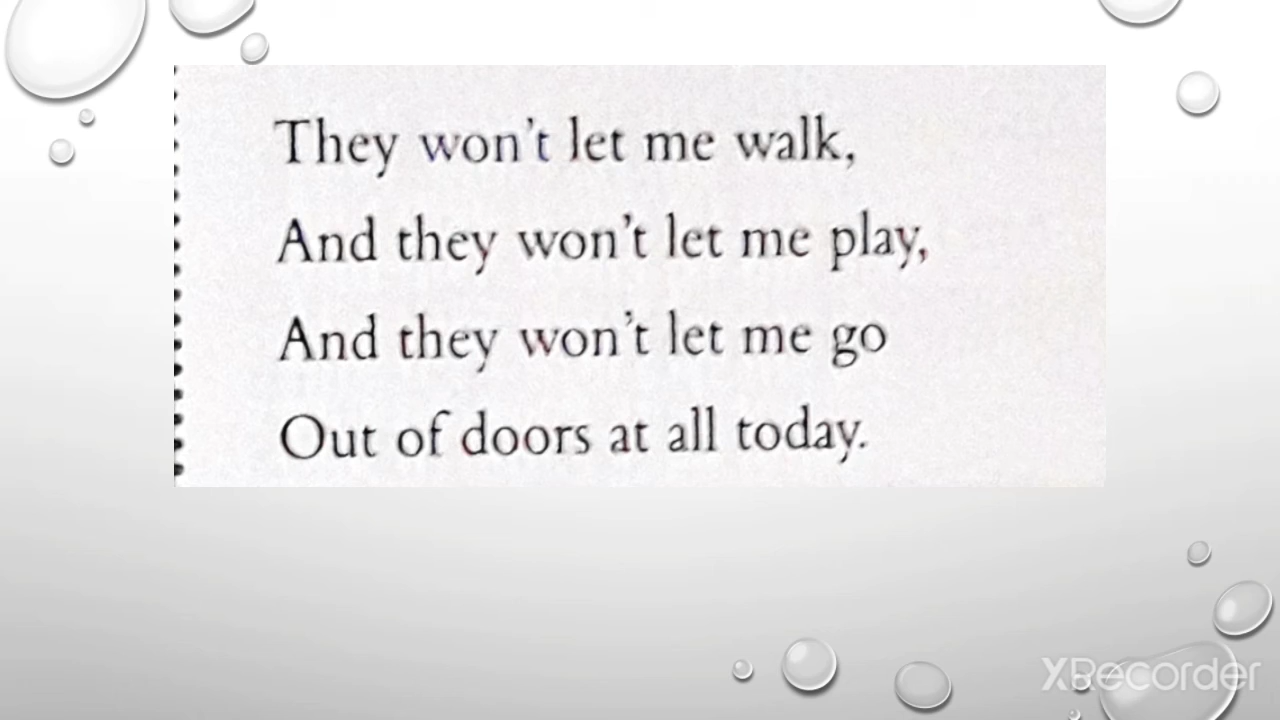 They won't let me walk,
And they won't let me play,
And they won't let me go
Out of doors at all today.
XRecorder